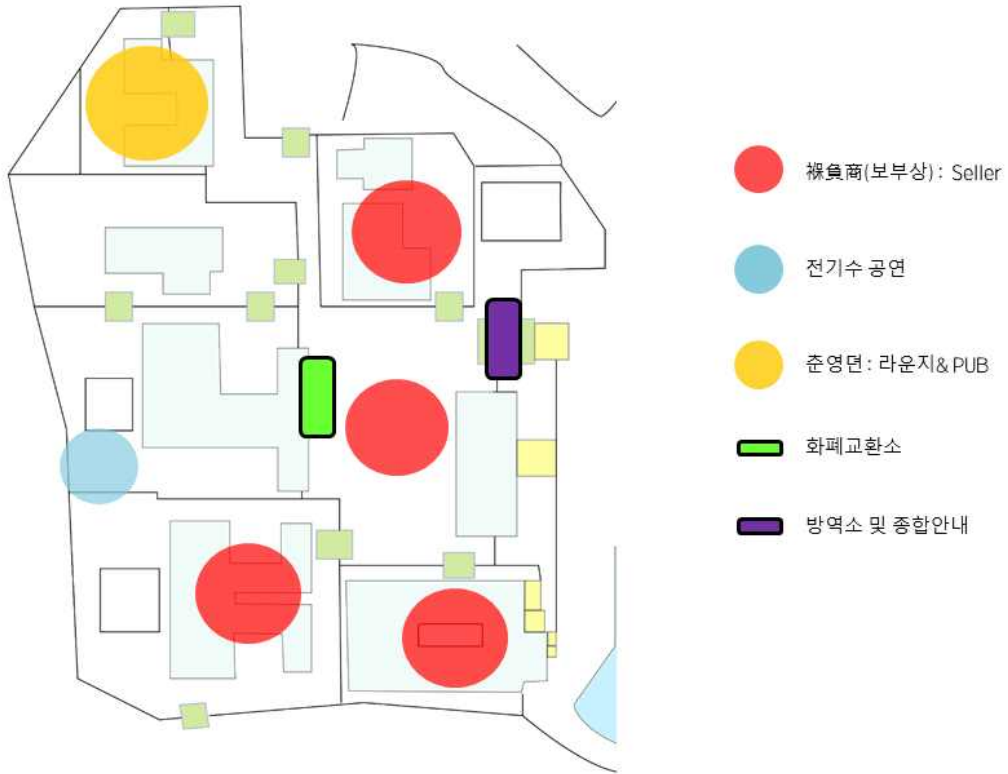 褓負商(보부상) : Seller
전기수 공연
준영뎐 : 라운지& PUB
화폐교환소
방역소 및 종합안내